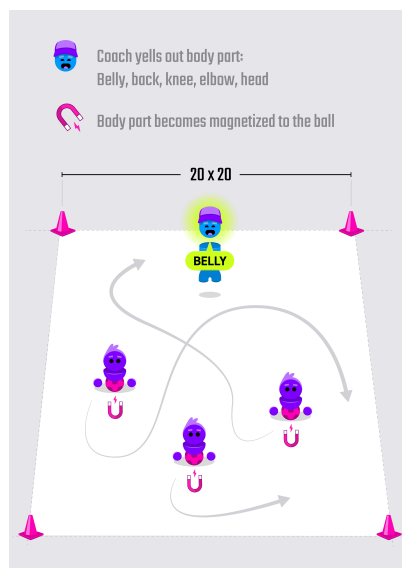 Coach yells out body part:
Belly, back, knee, elbow, head
Body part becomes magnetized to the ball
20 x 20
BELLY